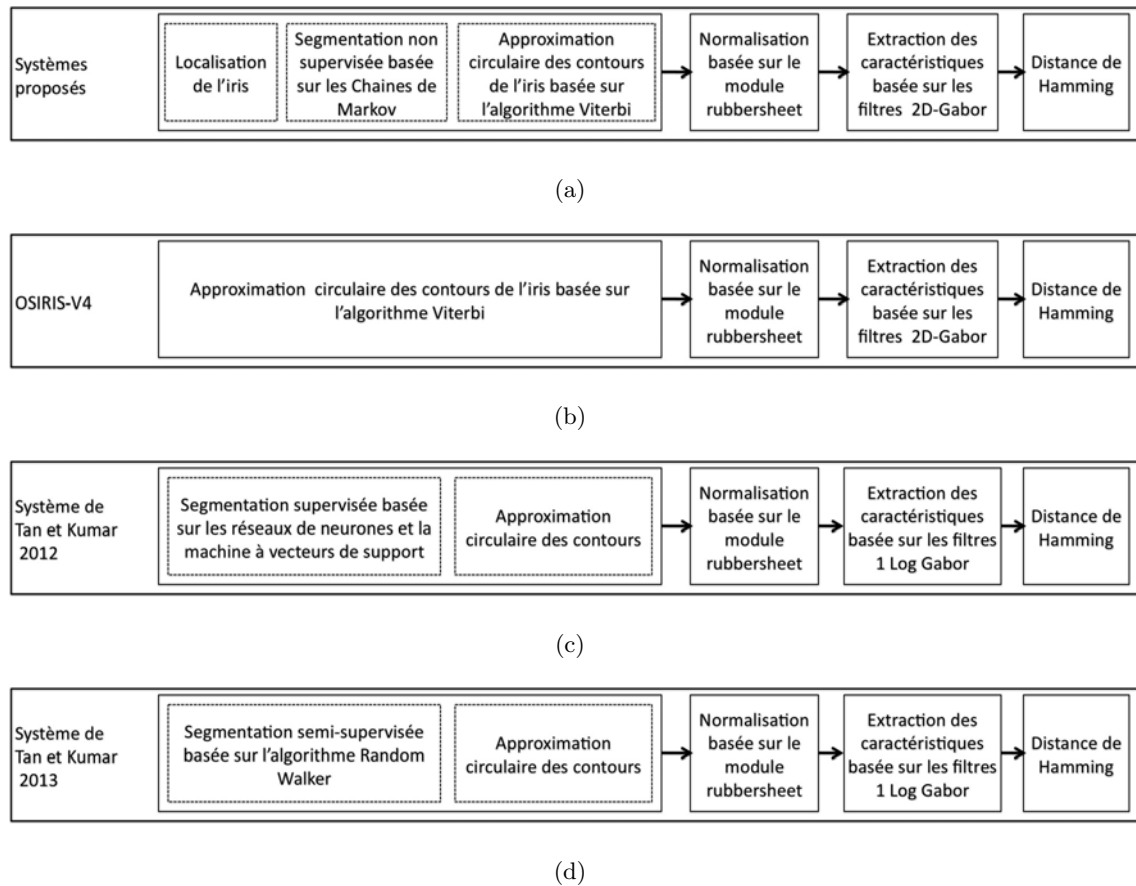 Systèmes
proposés
Localisation
de l'iris
Segmentation non
supervisée basée
sur les Chaines de
Markov
Approximation
circulaire des contours
de l'iris basée sur
l'algorithme Viterbi
Normalisation
basée sur le
module
rubbersheet
Extraction des
caractéristiques
basée sur les
filtres 2D-Gabor
Distance de
Hamming
(a)
OSIRIS-V4
Approximation circulaire des contours de l'iris basée sur
l'algorithme Viterbi
Normalisation
basée sur le
module
rubbersheet
Extraction des
caractéristiques
basée sur les
filtres 2D-Gabor
Distance de
Hamming
(b)
Système de
Tan et Kumar
2012
Segmentation supervisée basée
sur les réseaux de neurones et la
machine à vecteurs de support
Approximation
circulaire des contours
Normalisation
basée sur le
module
rubbersheet
Extraction des
caractéristiques
basée sur les filtres
1 Log Gabor
Distance de
Hamming
(c)
Système de
Tan et Kumar
2013
Segmentation semi-supervisée
basée sur l'algorithme Random
Walker
Approximation
circulaire des contours
Normalisation
basée sur le
module
rubbersheet
Extraction des
caractéristiques
basée sur les filtres
1 Log Gabor
Distance de
Hamming
(d)